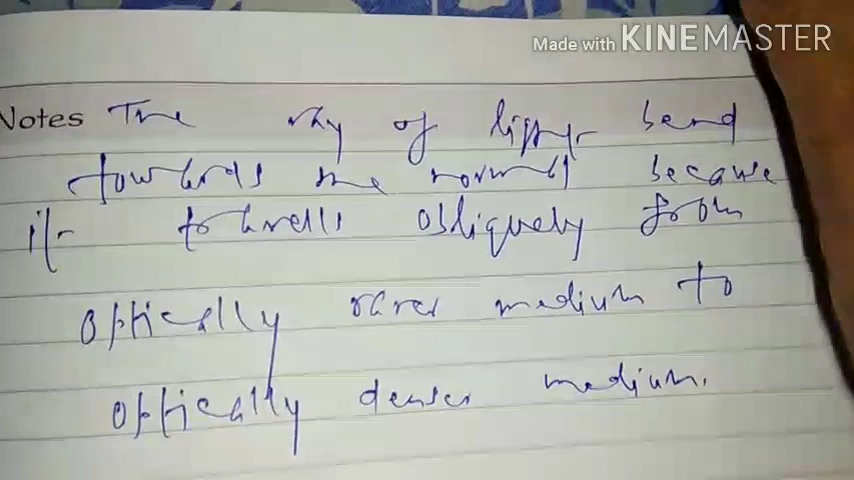 Made with KINEMASTER
Notes The ray of light bend
towards the normal because
it travells obliquely from
optically rarer medium to
optically denser medium.